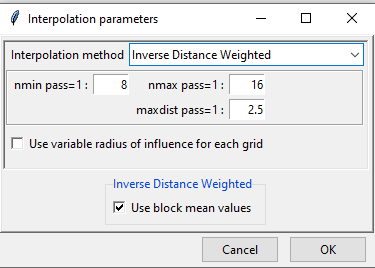 Interpolation parameters
Interpolation method Inverse Distance Weighted
nmin pass=1 : 8 nmax pass=1 : 16
maxdist pass=1 : 2.5
Use variable radius of influence for each grid
Inverse Distance Weighted
Use block mean values
Cancel OK